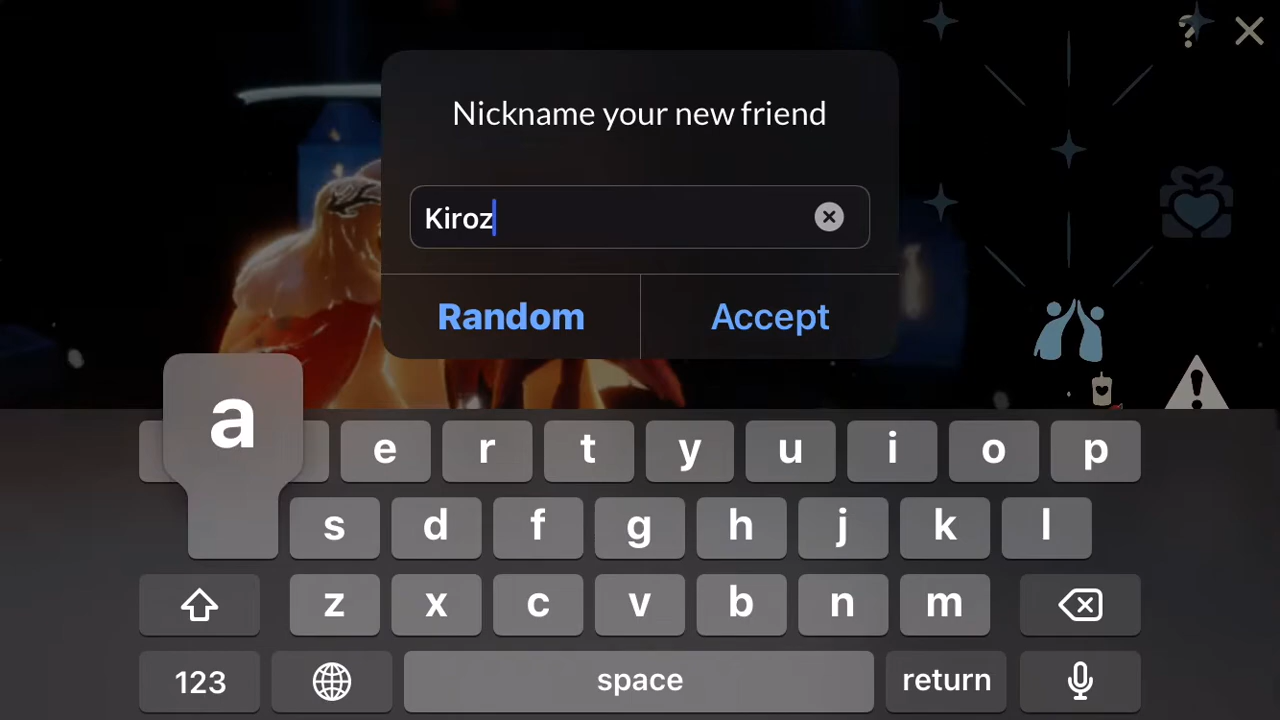 ?
Nickname your new friend
Kiroz
Random Accept
a
e r t y u i o p
s d f g h j k l
z x c v b n m
123 space return